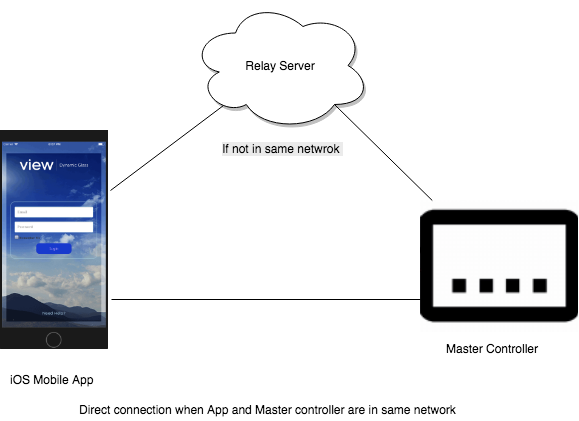 Relay Server
If not in same netwrok
view Dynamic Glass
Email
Password
Login
Need Help?
Master Controller
iOS Mobile App
Direct connection when App and Master controller are in same network